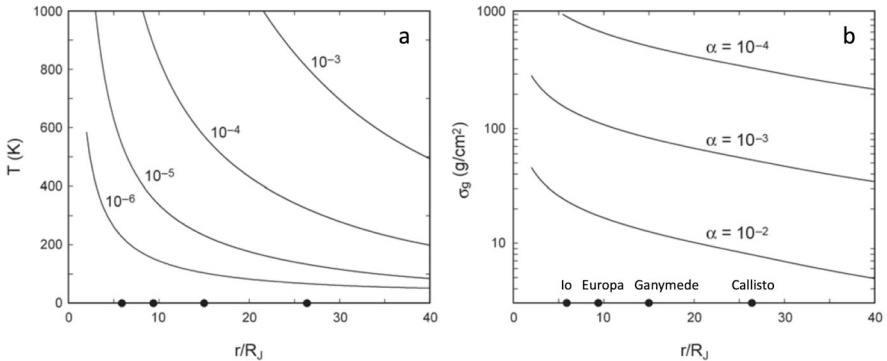 1000
800
600
400
200
0
T (K)
a
10⁻³
10⁻⁴
10⁻⁵
10⁻⁶
0 10 20 30 40
r/R_J
1000
100
10
σg (g/cm²)
b
α = 10⁻⁴
α = 10⁻³
α = 10⁻²
Io Europa Ganymede Callisto
0 10 20 30 40
r/R_J